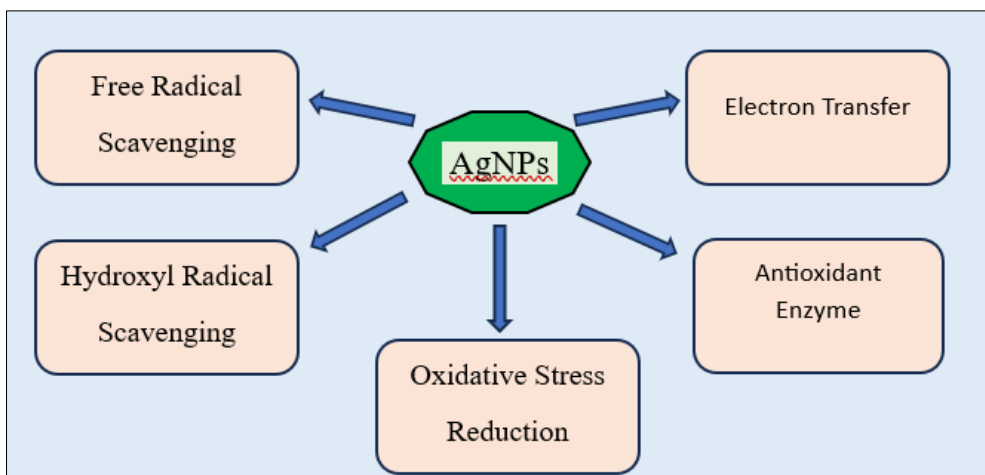 Free Radical
Scavenging
AgNPs
Electron Transfer
Hydroxyl Radical
Scavenging
Antioxidant
Enzyme
Oxidative Stress
Reduction